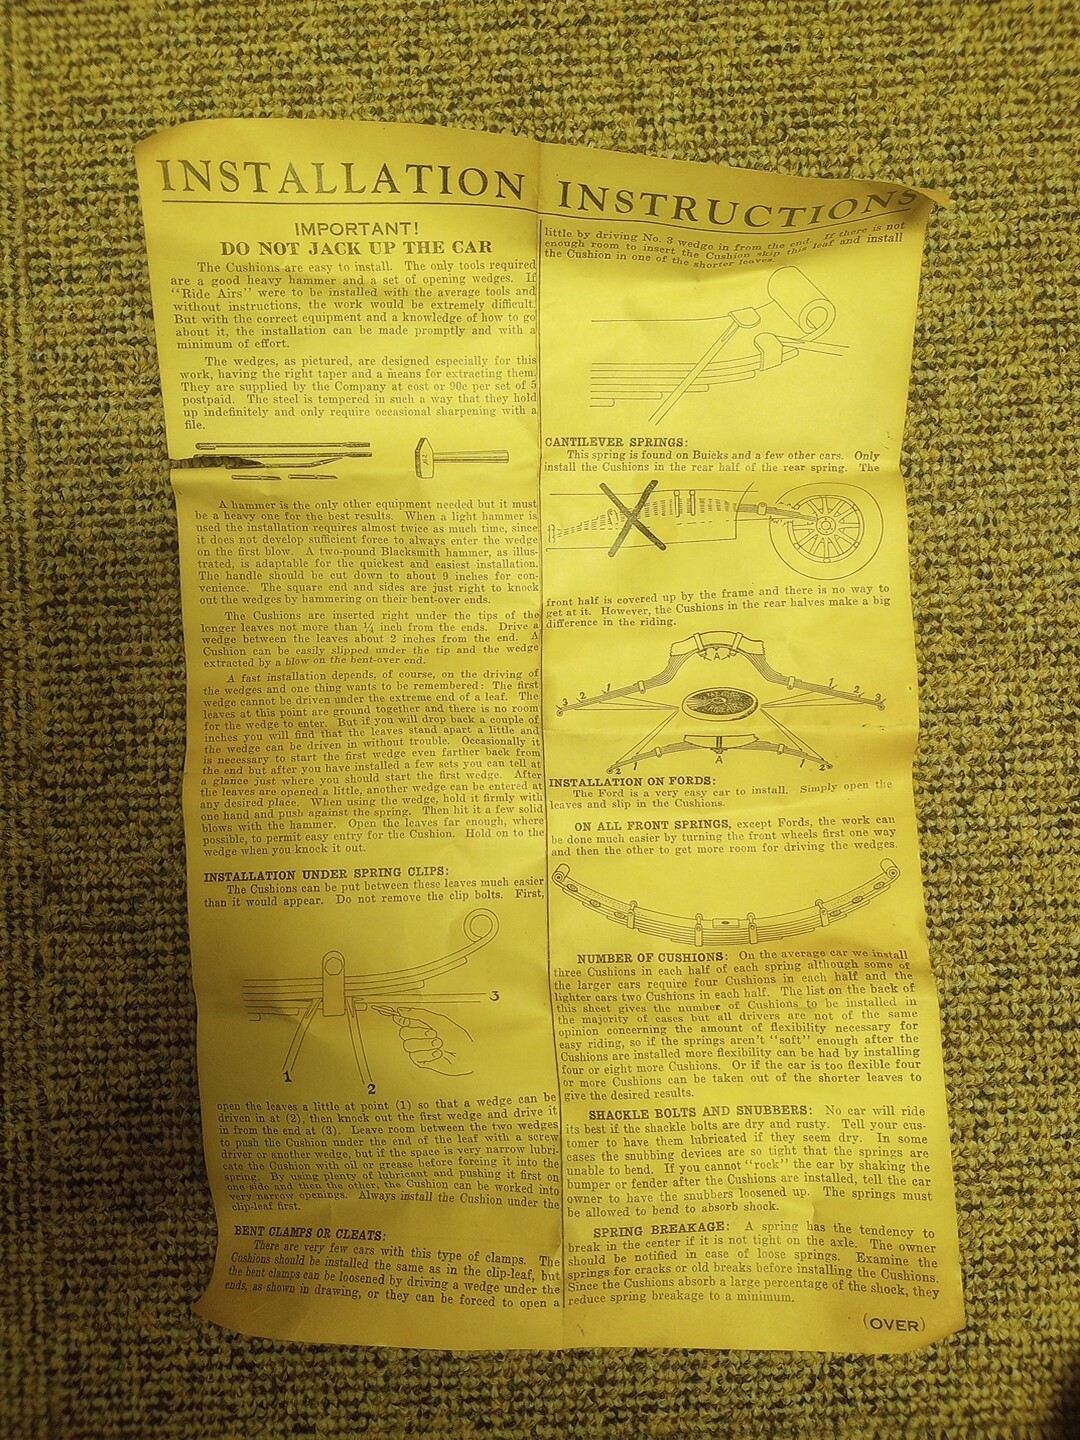 INSTALLATION INSTRUCTIONS
IMPORTANT!
DO NOT JACK UP THE CAR
The Cushions are easy to install. The only tools required
are a good heavy hammer and a set of opening wedges. If
"Ride Airs" were to be installed with the average tools and
without instructions, the work would be extremely difficult.
But with the correct equipment and a knowledge of how to go
about it, the installation can be made promptly and with a
minimum of effort.
The wedges, as pictured, are designed especially for this
work, having the right taper and a means for extracting them.
They are supplied by the Company at cost or 90c per set of 5
postpaid. The steel is tempered in such a way that they hold
up indefinitely and only require occasional sharpening with a
file.
A hammer is the only other equipment needed but it must
be a heavy one for the best results. When a light hammer is
used the installation requires almost twice as much time, since
it does not develop sufficient force to always enter the wedge
on the first blow. A two-pound Blacksmith hammer, as illus-
trated, is adaptable for the quickest and easiest installation.
The handle should be cut down to about 9 inches for con-
venience. The square end and sides are just right to knock
out the wedges by hammering on their bent-over ends.
The Cushions are inserted right under the tips of the
longer leaves not more than ¼ inch from the ends. Drive a
wedge between the leaves about 2 inches from the end. A
Cushion can be easily slipped under the tip and the wedge
extracted by a blow on the bent-over end.
A fast installation depends, of course, on the driving of
the wedges and one thing wants to be remembered: The first
wedge cannot be driven under the extreme end of a leaf. The
leaves at this point are ground together and there is no room
for the wedge to enter. But if you will drop back a couple of
inches you will find that the leaves stand apart a little and
the wedge can be driven in without trouble. Occasionally it
is necessary to start the first wedge even farther back from
the end but after you have installed a few sets you can tell at
a glance just where you should start the first wedge. After
the leaves are opened a little, another wedge can be entered at
any desired place. When using the wedge, hold it firmly with
one hand and push against the spring. Then hit it a few solid
blows with the hammer. Open the leaves far enough, where
possible, to permit easy entry for the Cushion. Hold on to the
wedge when you knock it out.
INSTALLATION UNDER SPRING CLIPS:
The Cushions can be put between these leaves much easier
than it would appear. Do not remove the clip bolts. First,
3
1
2
open the leaves a little at point (1) so that a wedge can be
driven in at (2), then knock out the first wedge and drive it
in from the end at (3). Leave room between the two wedges
to push the Cushion under the end of the leaf with a screw
driver or another wedge, but if the space is very narrow lubri-
cate the Cushion with oil or grease before forcing it into the
spring. By using plenty of lubricant and pushing it first on
one side and then the other, the Cushion can be worked into
very narrow openings. Always install the Cushion under the
clip-leaf first.
BENT CLAMPS OR CLEATS:
There are very few cars with this type of clamps. The
Cushions should be installed the same as in the clip-leaf, but
the bent clamps can be loosened by driving a wedge under the
ends, as shown in drawing, or they can be forced to open a
little by driving No. 3 wedge in from the end. If there is not
enough room to insert the Cushion skip this leaf and install
the Cushion in one of the shorter leaves.
CANTILEVER SPRINGS:
This spring is found on Buicks and a few other cars. Only
install the Cushions in the rear half of the rear spring. The
front half is covered up by the frame and there is no way to
get at it. However, the Cushions in the rear halves make a big
difference in the riding.
A
3 2 1 1 2 3
2 1 A 1 2
INSTALLATION ON FORDS:
The Ford is a very easy car to install. Simply open the
leaves and slip in the Cushions.
ON ALL FRONT SPRINGS, except Fords, the work can
be done much easier by turning the front wheels first one way
and then the other to get more room for driving the wedges.
NUMBER OF CUSHIONS: On the average car we install
three Cushions in each half of each spring although some of
the larger cars require four Cushions in each half and the
lighter cars two Cushions in each half. The list on the back of
this sheet gives the number of Cushions to be installed in
the majority of cases but all drivers are not of the same
opinion concerning the amount of flexibility necessary for
easy riding, so if the springs aren't "soft" enough after the
Cushions are installed more flexibility can be had by installing
four or eight more Cushions. Or if the car is too flexible four
or more Cushions can be taken out of the shorter leaves to
give the desired results.
SHACKLE BOLTS AND SNUBBERS: No car will ride
its best if the shackle bolts are dry and rusty. Tell your cus-
tomer to have them lubricated if they seem dry. In some
cases the snubbing devices are so tight that the springs are
unable to bend. If you cannot "rock" the car by shaking the
bumper or fender after the Cushions are installed, tell the car
owner to have the snubbers loosened up. The springs must
be allowed to bend to absorb shock.
SPRING BREAKAGE: A spring has the tendency to
break in the center if it is not tight on the axle. The owner
should be notified in case of loose springs. Examine the
springs for cracks or old breaks before installing the Cushions.
Since the Cushions absorb a large percentage of the shock, they
reduce spring breakage to a minimum.
(OVER)